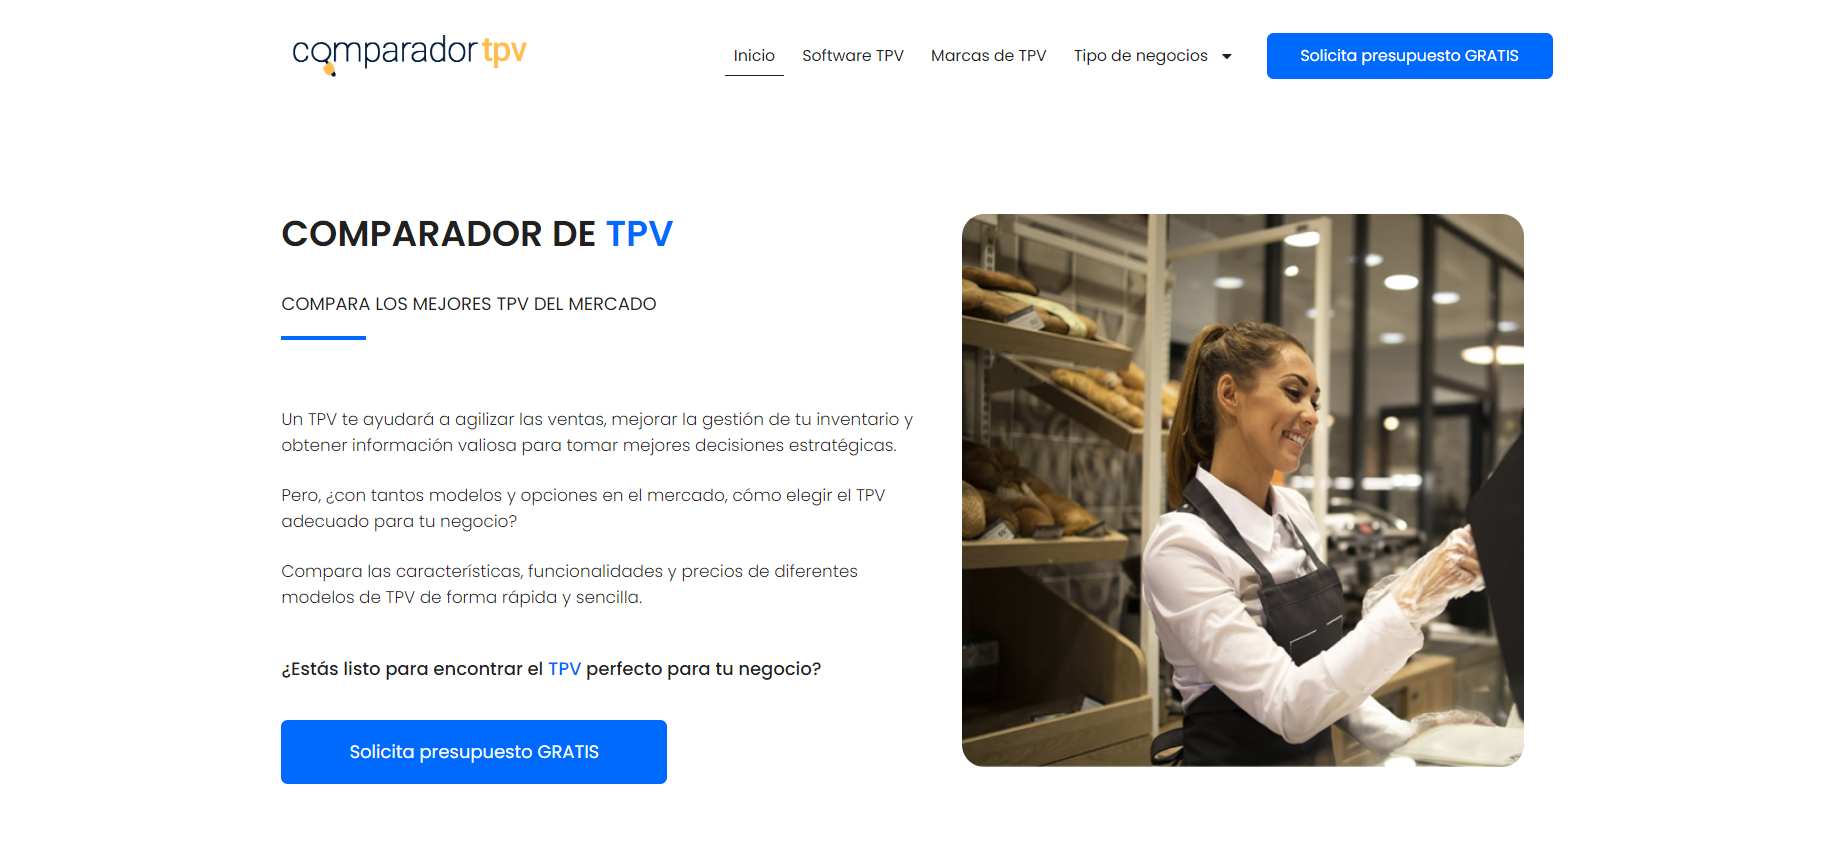 comparador tpv
Inicio
Software TPV
Marcas de TPV
Tipo de negocios
Solicita presupuesto GRATIS
COMPARADOR DE TPV
COMPARA LOS MEJORES TPV DEL MERCADO
Un TPV te ayudará a agilizar las ventas, mejorar la gestión de tu inventario y
obtener información valiosa para tomar mejores decisiones estratégicas.
Pero, ¿con tantos modelos y opciones en el mercado, cómo elegir el TPV
adecuado para tu negocio?
Compara las características, funcionalidades y precios de diferentes
modelos de TPV de forma rápida y sencilla.
¿Estás listo para encontrar el TPV perfecto para tu negocio?
Solicita presupuesto GRATIS